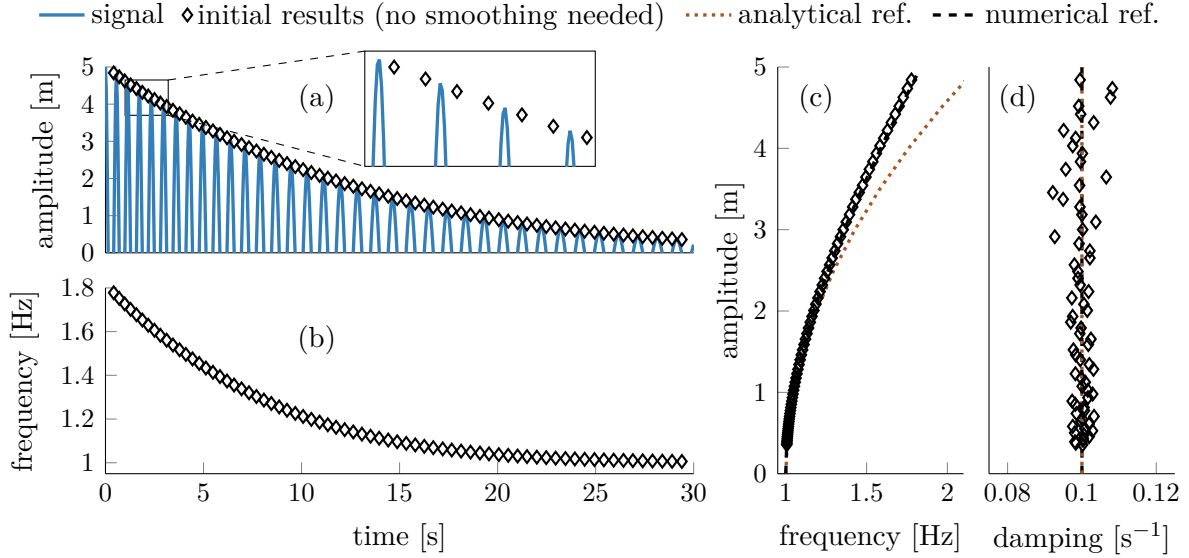 signal initial results (no smoothing needed) analytical ref. numerical ref.
amplitude [m]
5
4
3
2
1
0
(a)
frequency [Hz]
1.8
1.6
1.4
1.2
1
(b)
0 5 10 15 20 25 30
time [s]
amplitude [m]
5
4
3
2
1
0
(c)
1 1.5 2
frequency [Hz]
(d)
0.08 0.1 0.12
damping [s⁻¹]